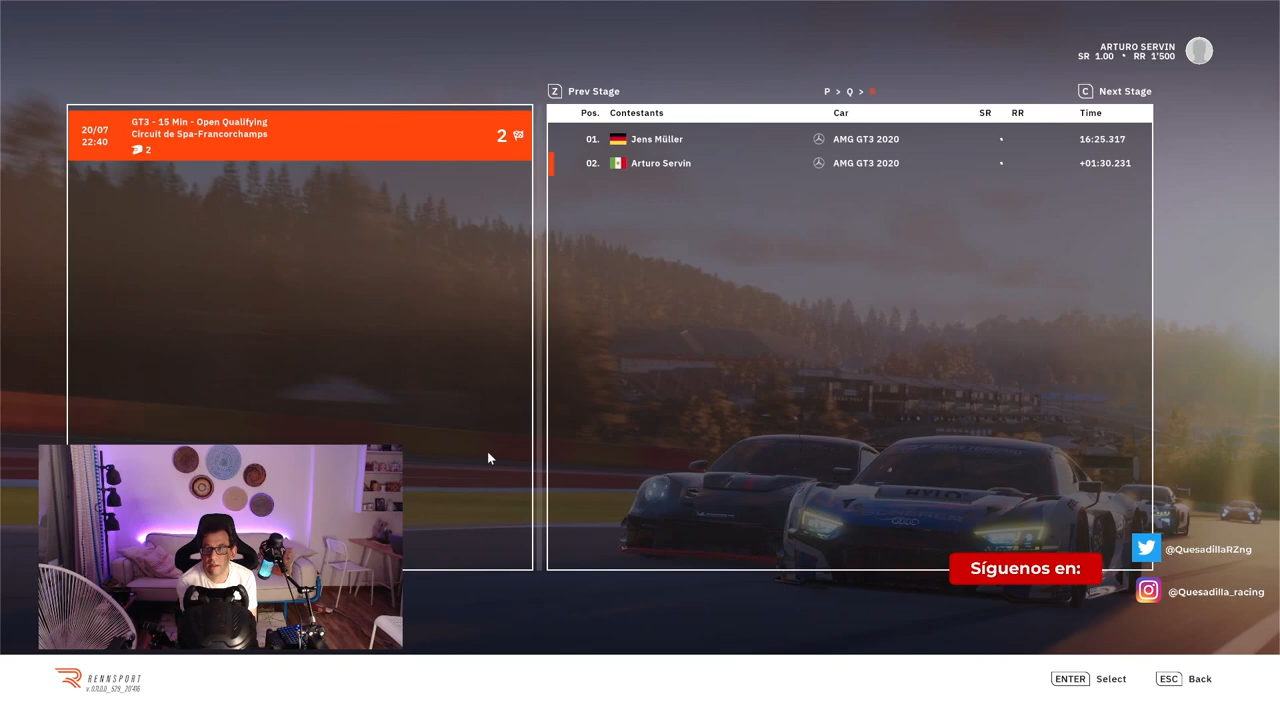 ARTURO SERVIN
SR 1.00 • RR 1'500
Z Prev Stage
P > Q > R
C Next Stage
20/07
22:40
GT3 - 15 Min - Open Qualifying
Circuit de Spa-Francorchamps
2
2
Pos. Contestants Car SR RR Time
01. Jens Müller AMG GT3 2020 • 16:25.317
02. Arturo Servin AMG GT3 2020 • +01:30.231
Síguenos en:
@QuesadillaRZng
@Quesadilla_racing
RENNSPORT
ENTER Select
ESC Back